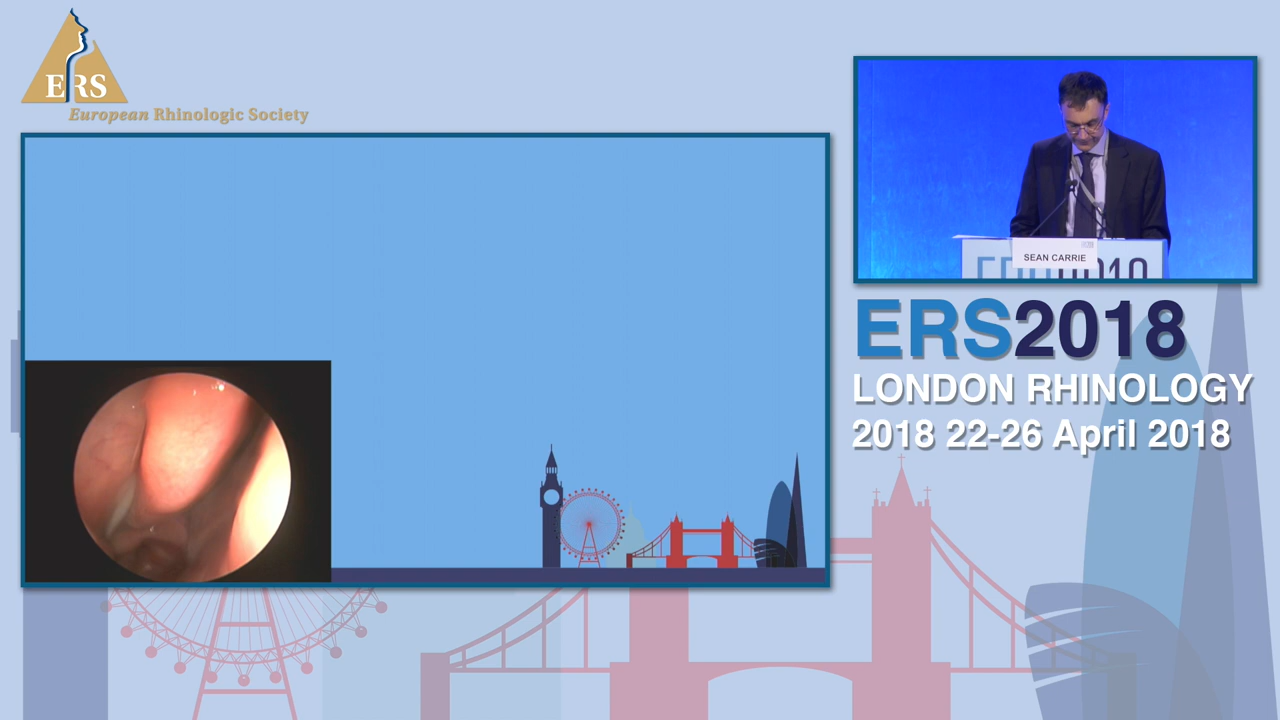 ERS
European Rhinologic Society
SEAN CARRIE
ERS2018
LONDON RHINOLOGY
2018 22-26 April 2018